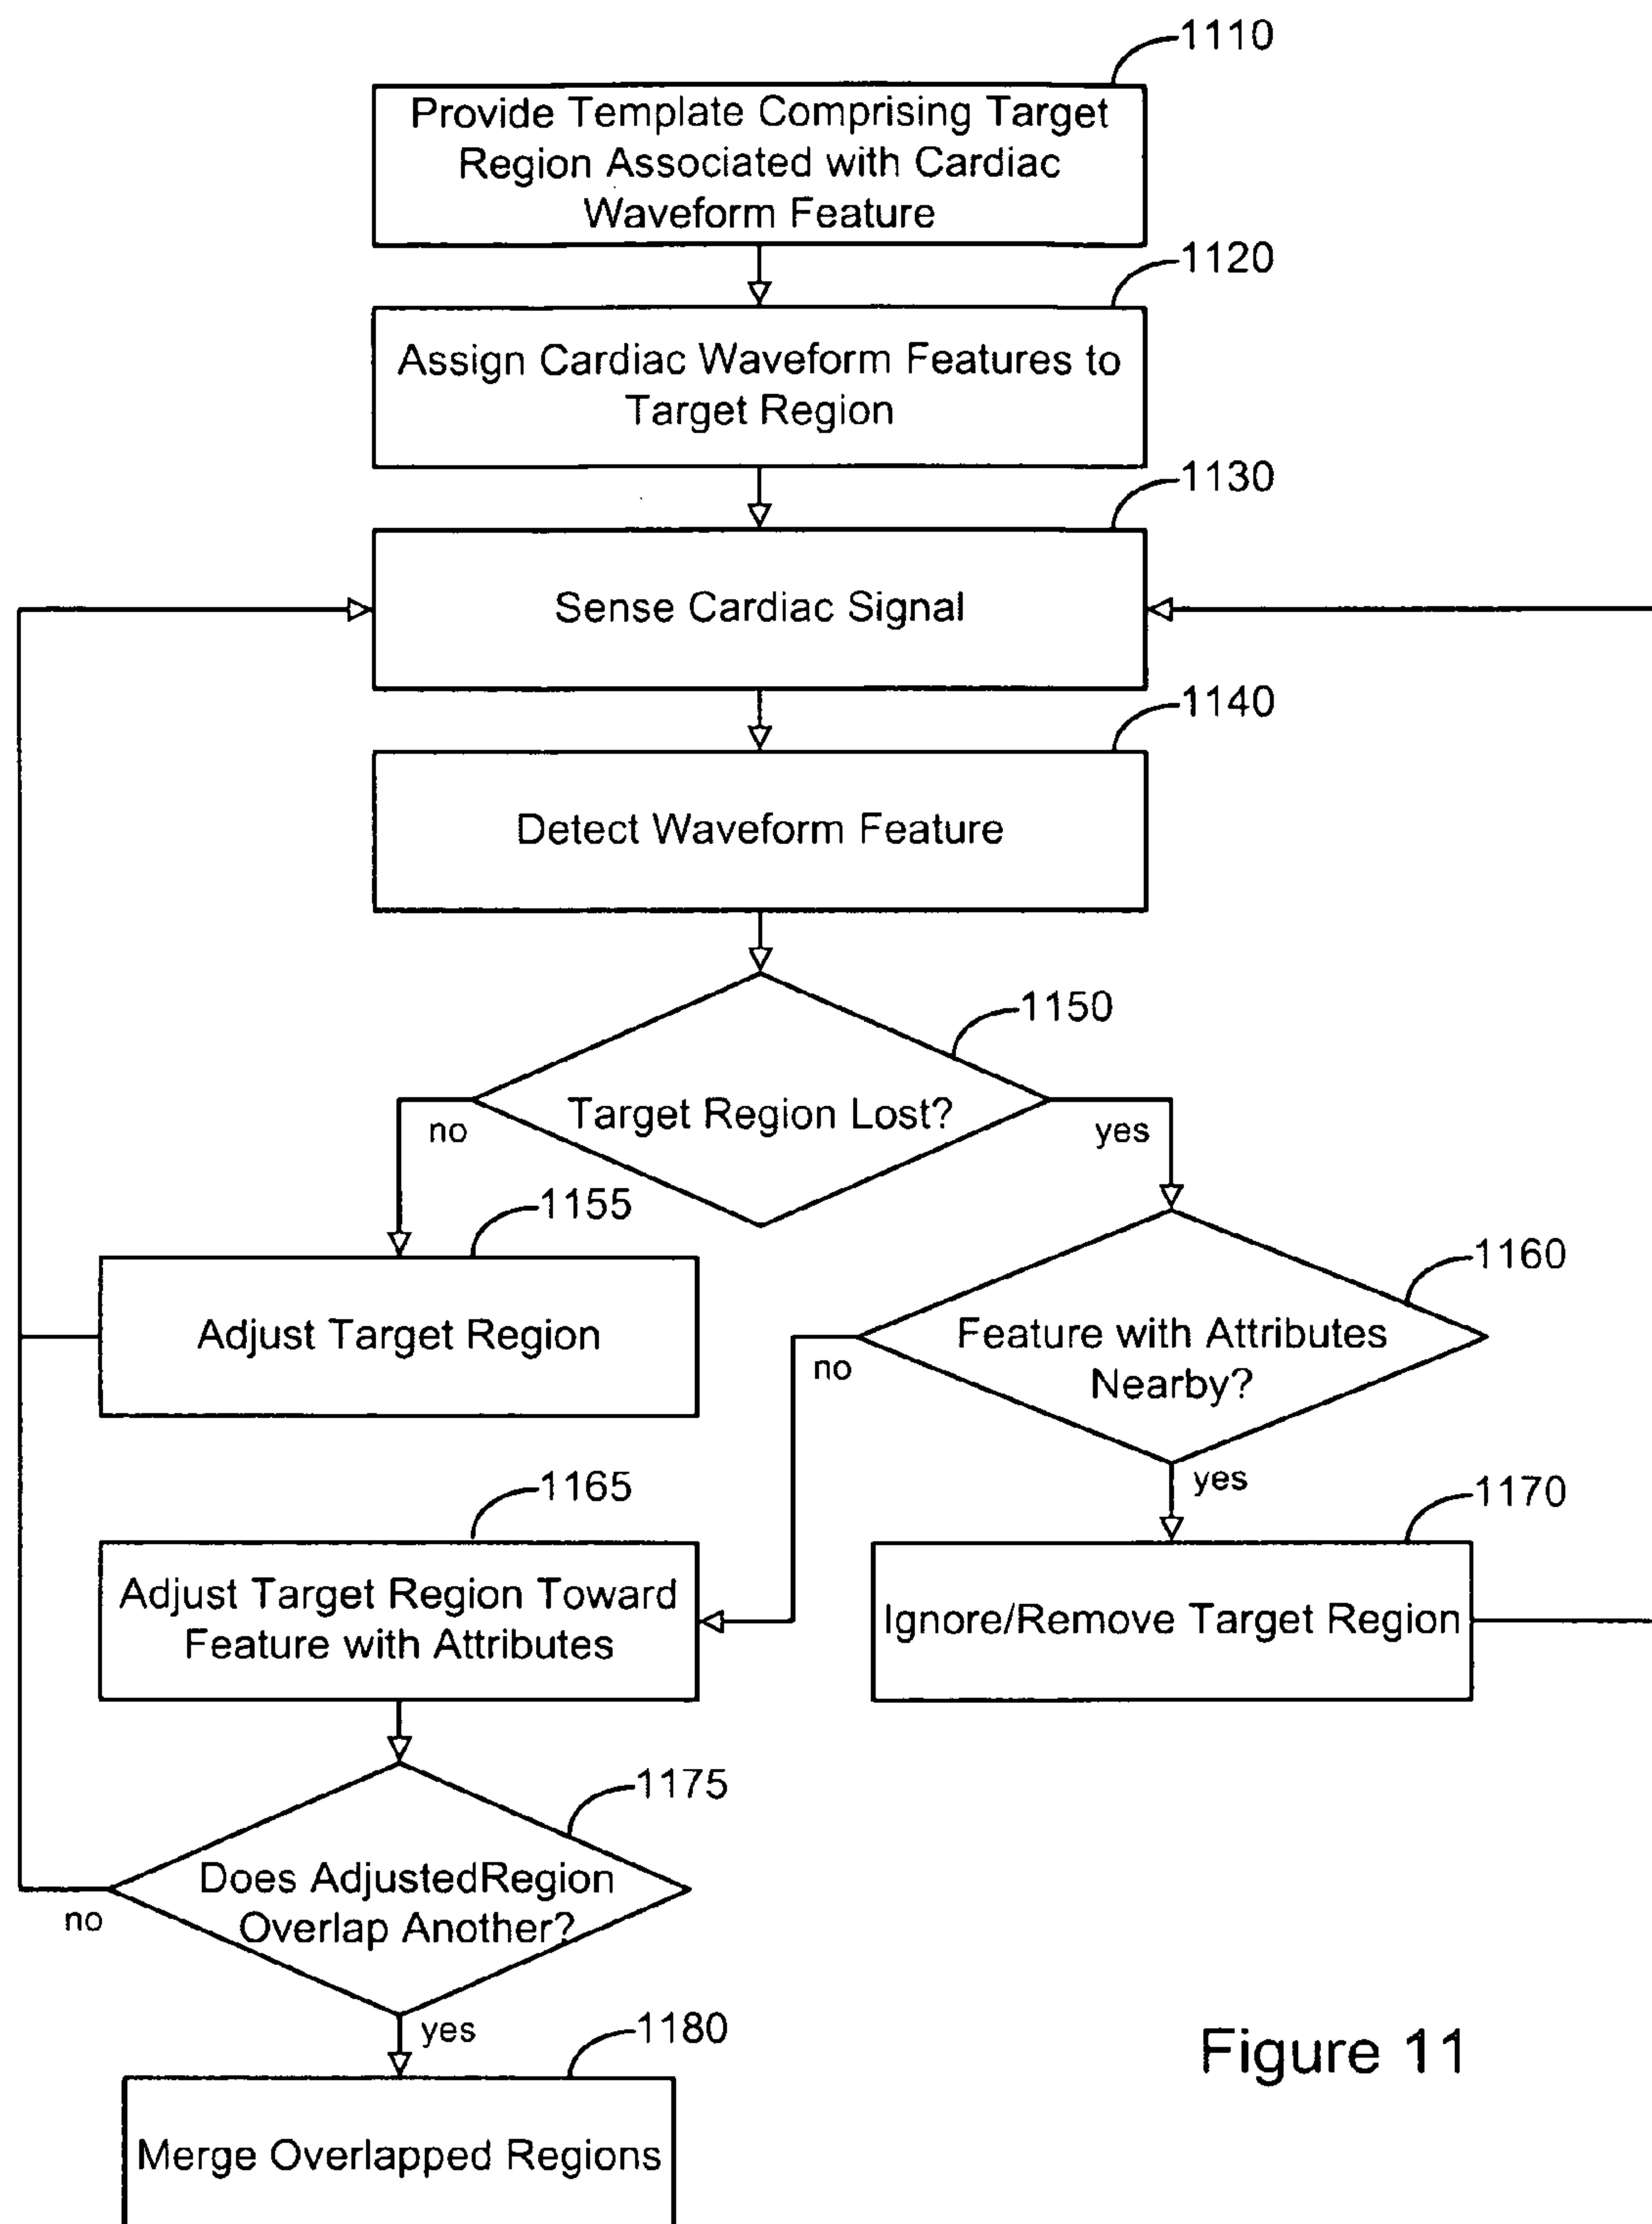 1110
Provide Template Comprising Target
Region Associated with Cardiac
Waveform Feature
1120
Assign Cardiac Waveform Features to
Target Region
1130
Sense Cardiac Signal
1140
Detect Waveform Feature
1150
Target Region Lost?
no
yes
1155
Adjust Target Region
1160
Feature with Attributes
Nearby?
no
yes
1165
Adjust Target Region Toward
Feature with Attributes
1170
Ignore/Remove Target Region
1175
Does AdjustedRegion
Overlap Another?
no
yes
1180
Merge Overlapped Regions
Figure 11